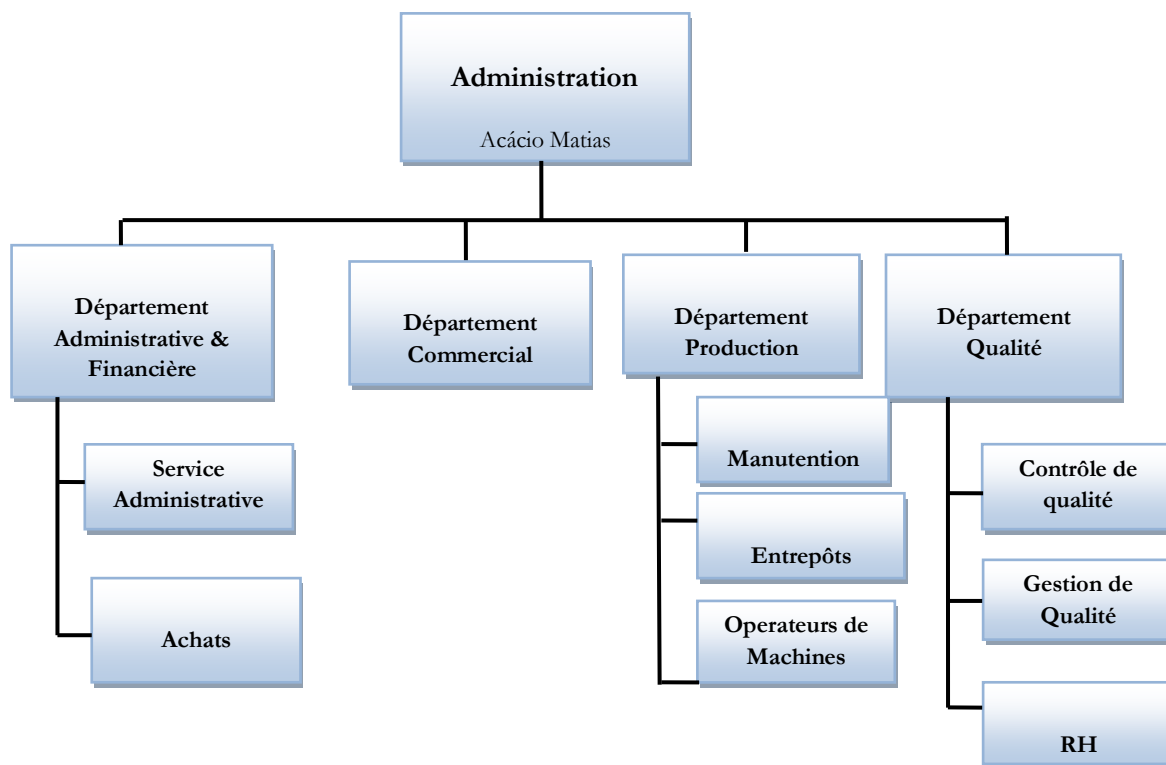 Administration
Acácio Matias
Département
Administrative &
Financière
Département
Commercial
Département
Production
Département
Qualité
Service
Administrative
Achats
Manutention
Entrepôts
Operateurs de
Machines
Contrôle de
qualité
Gestion de
Qualité
RH